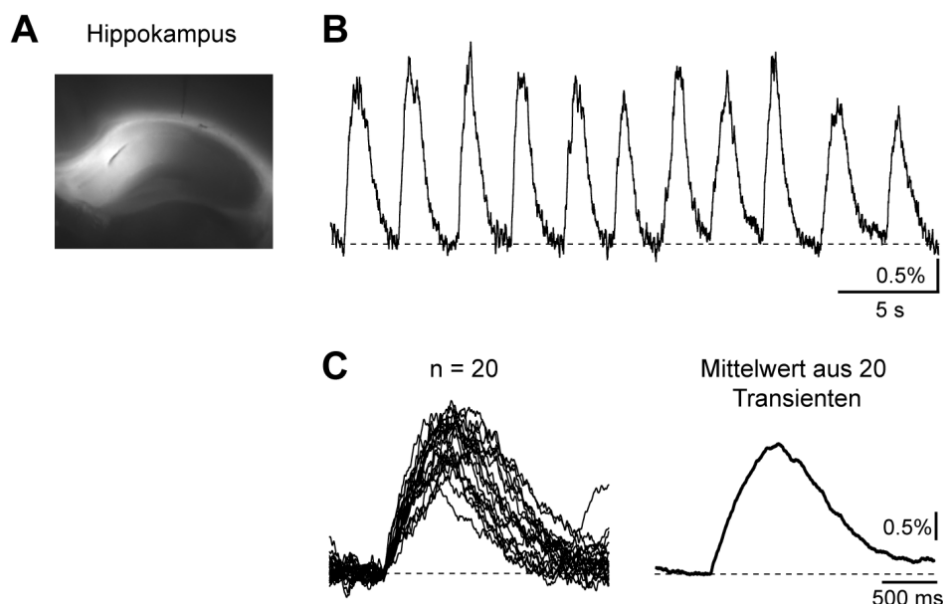 A
Hippokampus
B
0.5%
5 s
C
n = 20
Mittelwert aus 20
Transienten
0.5%
500 ms